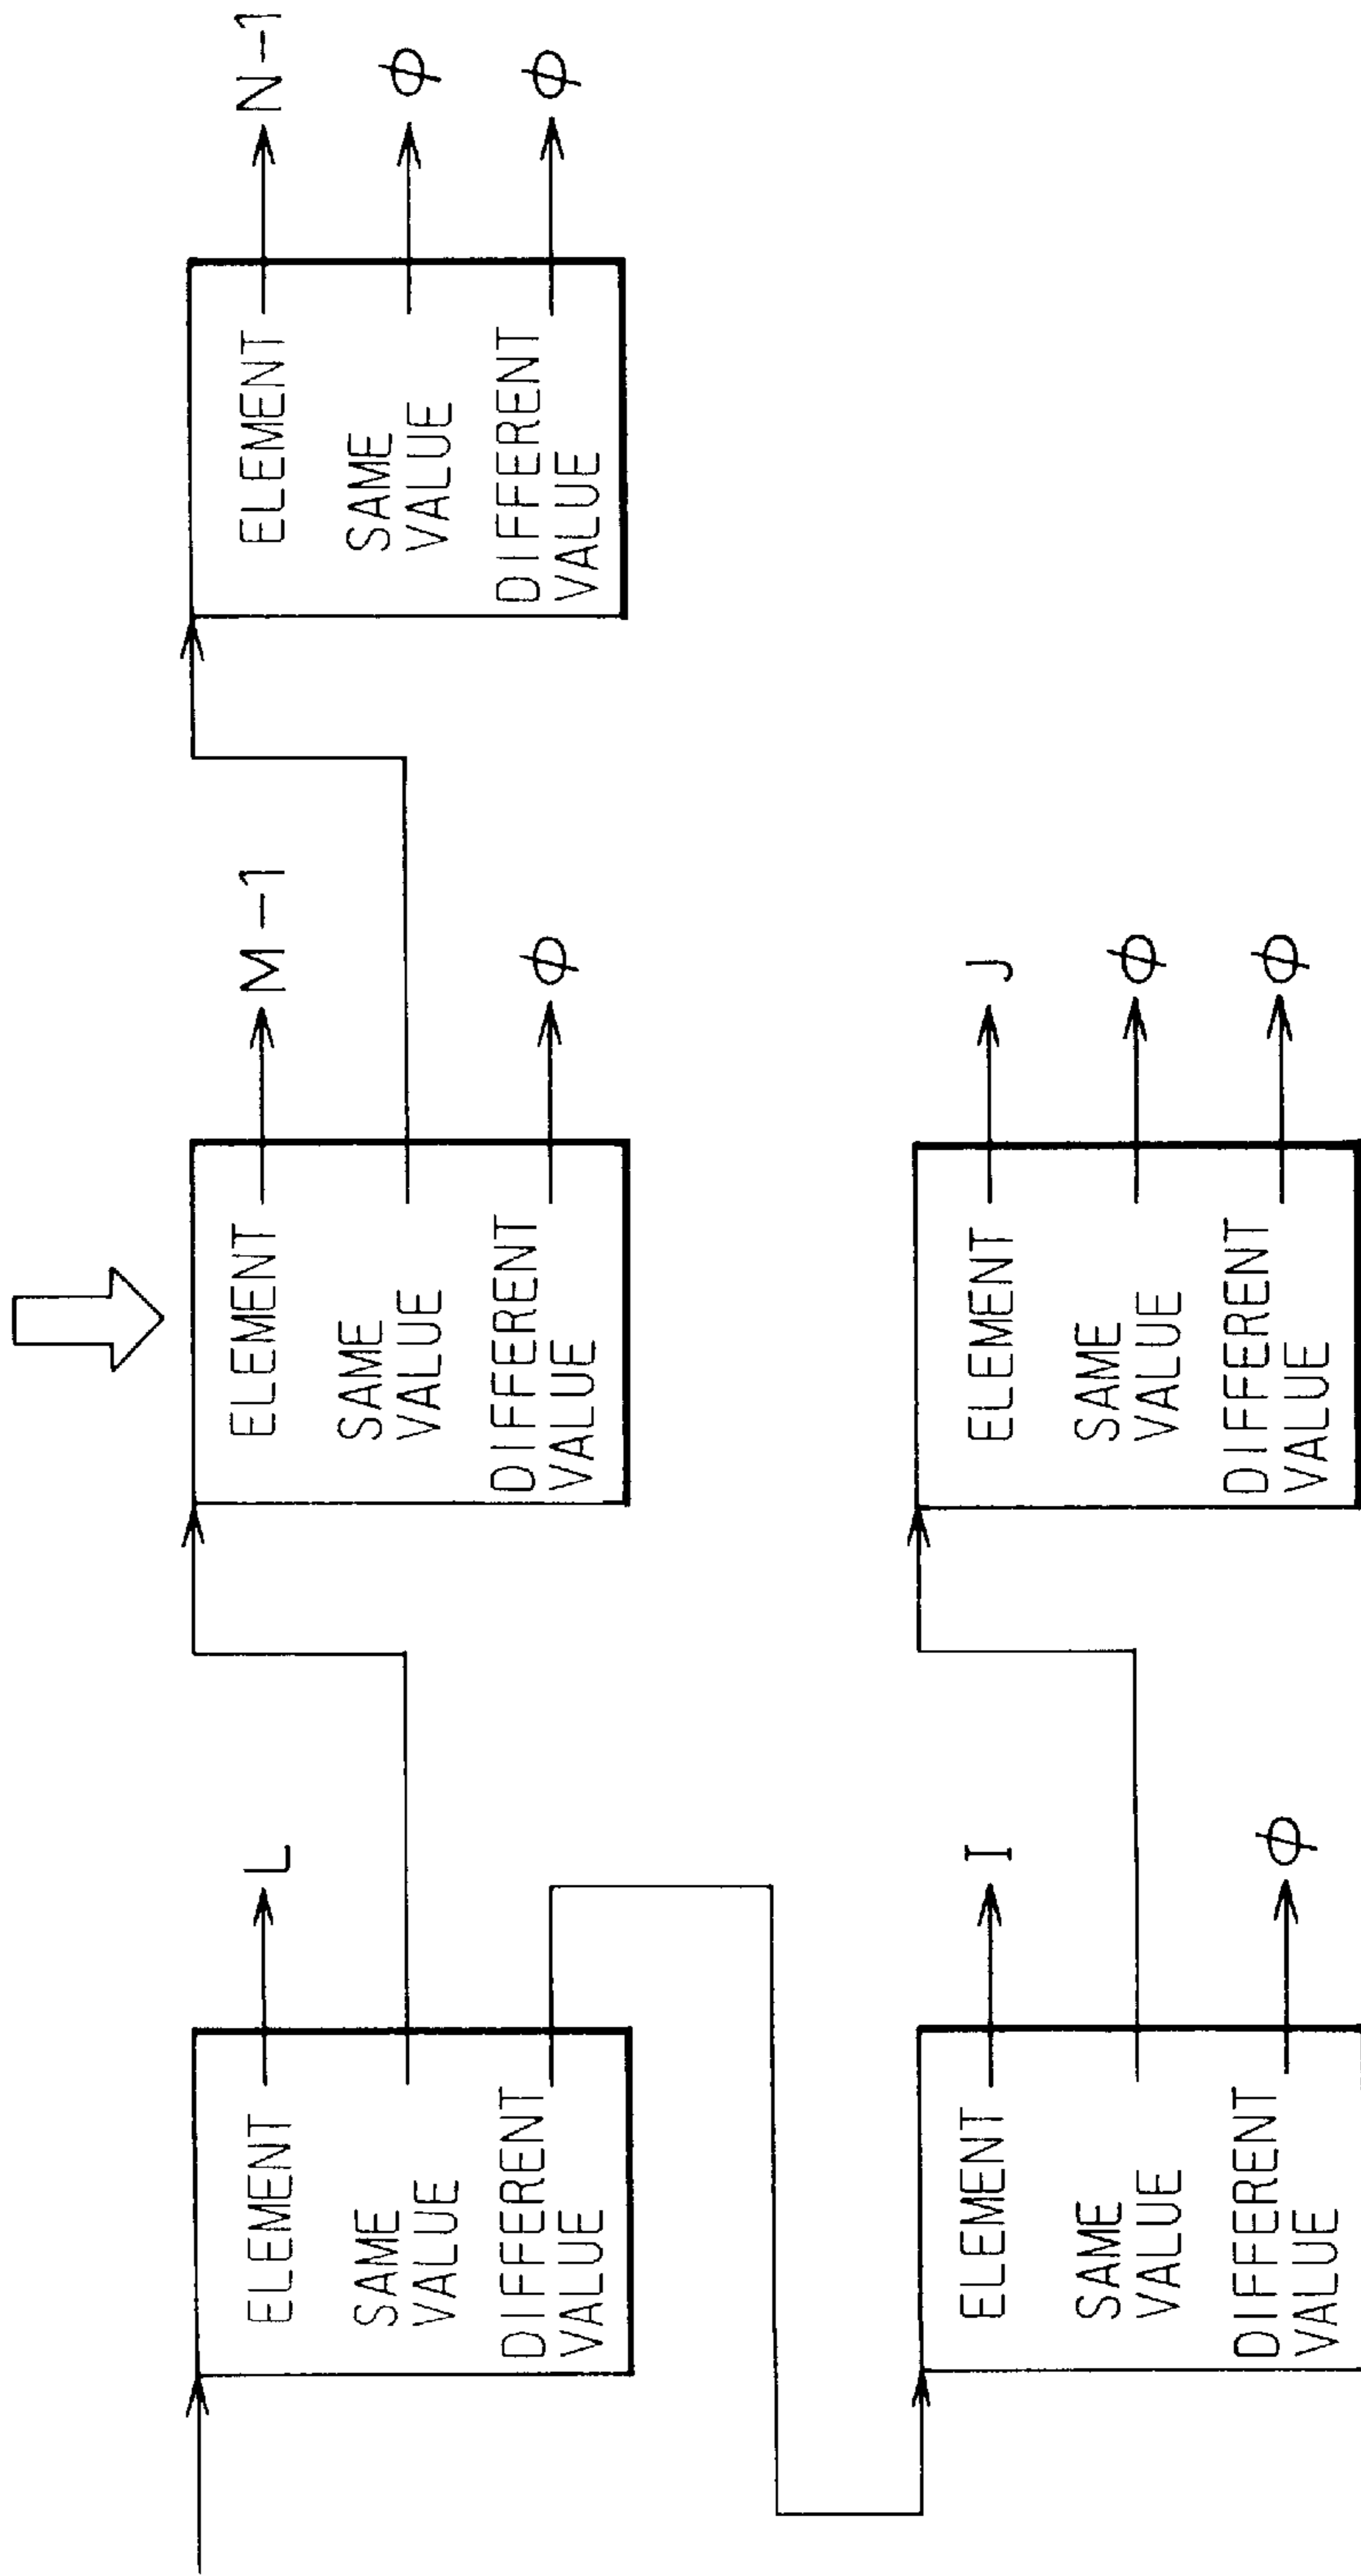 ELEMENT
L
SAME
VALUE
DIFFERENT
VALUE
ELEMENT
M-1
SAME
VALUE
DIFFERENT
VALUE
φ
ELEMENT
N-1
SAME
VALUE
φ
DIFFERENT
VALUE
φ
ELEMENT
I
SAME
VALUE
DIFFERENT
VALUE
φ
ELEMENT
J
SAME
VALUE
φ
DIFFERENT
VALUE
φ